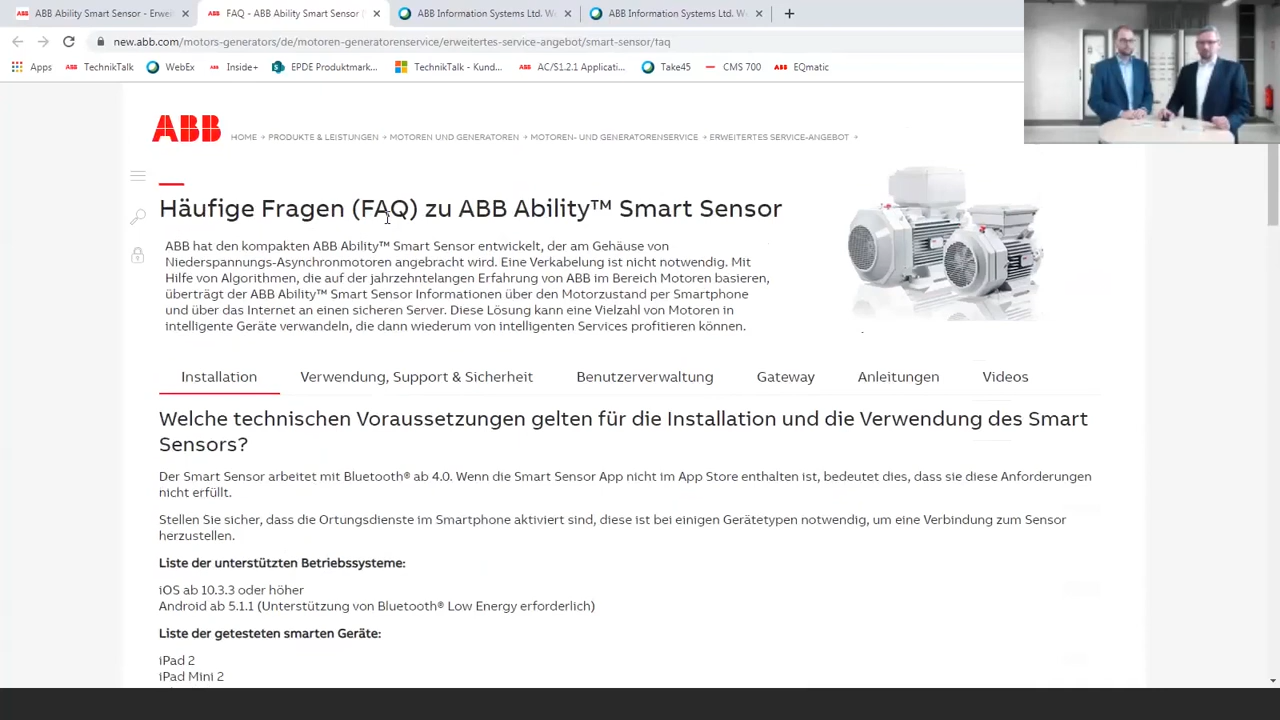 ABB Ability Smart Sensor - Erwei
FAQ - ABB Ability Smart Sensor
ABB Information Systems Ltd. We
ABB Information Systems Ltd. We
new.abb.com/motors-generators/de/motoren-generatorenservice/erweitertes-service-angebot/smart-sensor/faq
Apps ABB TechnikTalk WebEx ABB Inside+ EPDE Produktmark... TechnikTalk - Kund... ABB AC/S1.2.1 Applicati... Take45 CMS 700 ABB EQmatic
ABB HOME → PRODUKTE & LEISTUNGEN → MOTOREN UND GENERATOREN → MOTOREN- UND GENERATORENSERVICE → ERWEITERTES SERVICE-ANGEBOT →
Häufige Fragen (FAQ) zu ABB Ability™ Smart Sensor
ABB hat den kompakten ABB Ability™ Smart Sensor entwickelt, der am Gehäuse von
Niederspannungs-Asynchronmotoren angebracht wird. Eine Verkabelung ist nicht notwendig. Mit
Hilfe von Algorithmen, die auf der jahrzehntelangen Erfahrung von ABB im Bereich Motoren basieren,
überträgt der ABB Ability™ Smart Sensor Informationen über den Motorzustand per Smartphone
und über das Internet an einen sicheren Server. Diese Lösung kann eine Vielzahl von Motoren in
intelligente Geräte verwandeln, die dann wiederum von intelligenten Services profitieren können.
Installation Verwendung, Support & Sicherheit Benutzerverwaltung Gateway Anleitungen Videos
Welche technischen Voraussetzungen gelten für die Installation und die Verwendung des Smart
Sensors?
Der Smart Sensor arbeitet mit Bluetooth® ab 4.0. Wenn die Smart Sensor App nicht im App Store enthalten ist, bedeutet dies, dass sie diese Anforderungen
nicht erfüllt.
Stellen Sie sicher, dass die Ortungsdienste im Smartphone aktiviert sind, diese ist bei einigen Gerätetypen notwendig, um eine Verbindung zum Sensor
herzustellen.
Liste der unterstützten Betriebssysteme:
iOS ab 10.3.3 oder höher
Android ab 5.1.1 (Unterstützung von Bluetooth® Low Energy erforderlich)
Liste der getesteten smarten Geräte:
iPad 2
iPad Mini 2